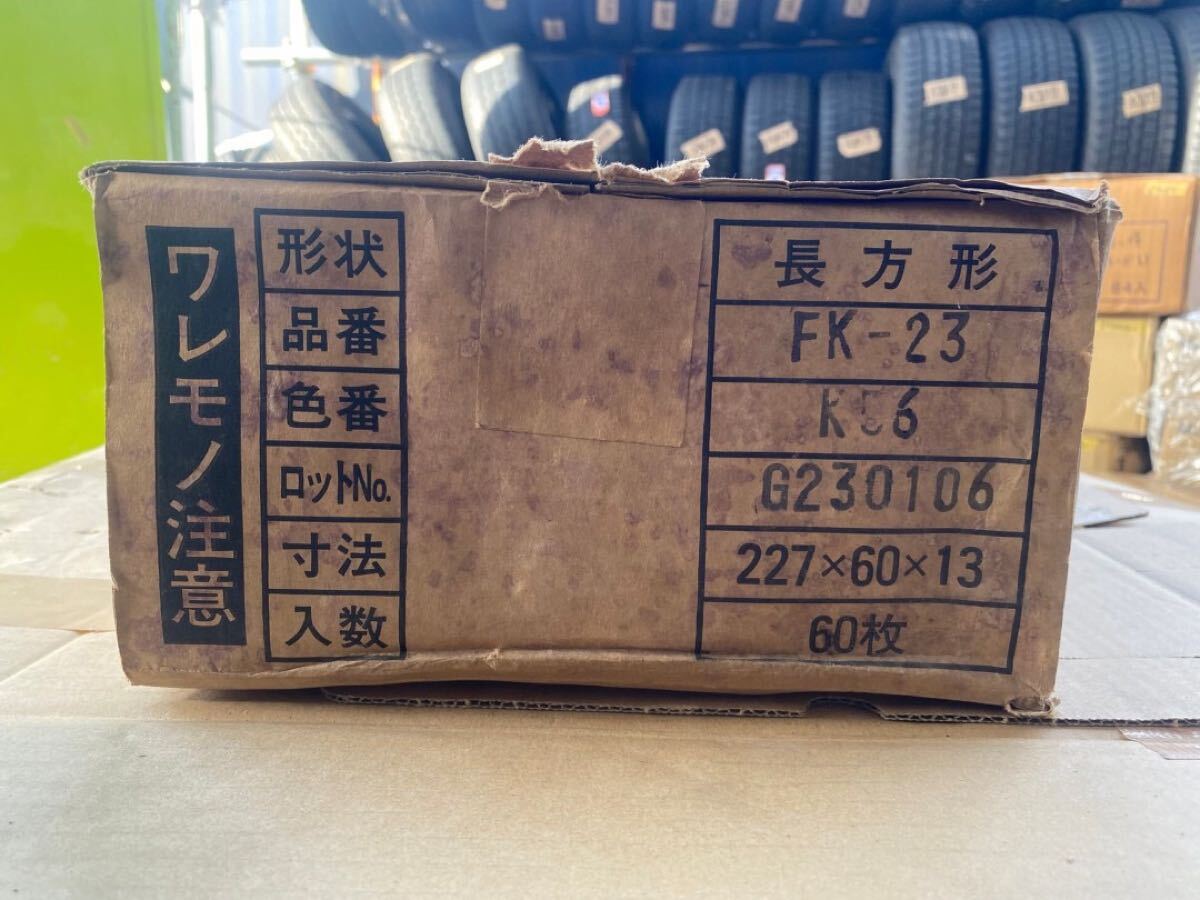 ワレモノ注意
形状 長方形
品番 FK-23
色番
ロットNo. G230106
寸法 227×60×13
入数 60枚